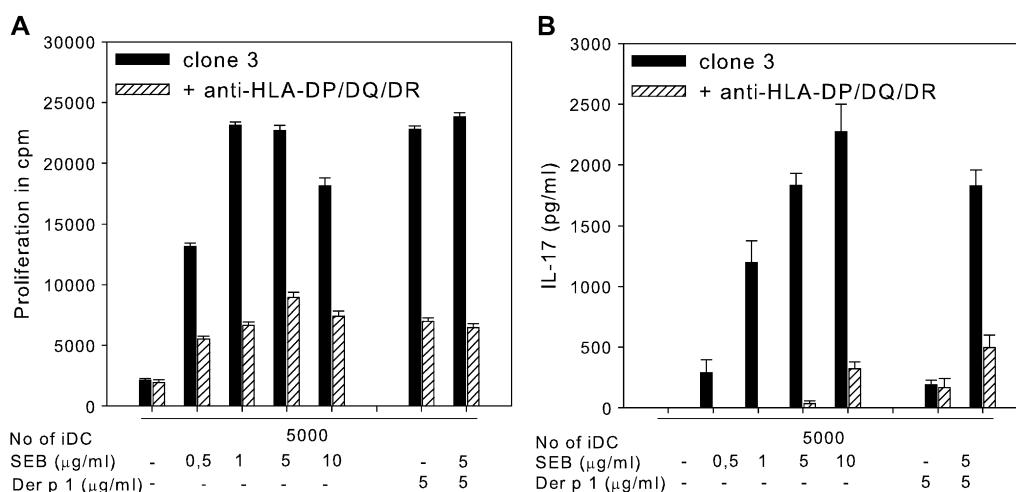 A
30000
25000
20000
15000
10000
5000
0
Proliferation in cpm
clone 3
+ anti-HLA-DP/DQ/DR
No of iDC 5000
SEB (μg/ml) - 0,5 1 5 10 - 5
Der p 1 (μg/ml) - - - - - 5 5
B
3000
2500
2000
1500
1000
500
0
IL-17 (pg/ml)
clone 3
+ anti-HLA-DP/DQ/DR
No of iDC 5000
SEB (μg/ml) - 0,5 1 5 10 - 5
Der p 1 (μg/ml) - - - - - 5 5